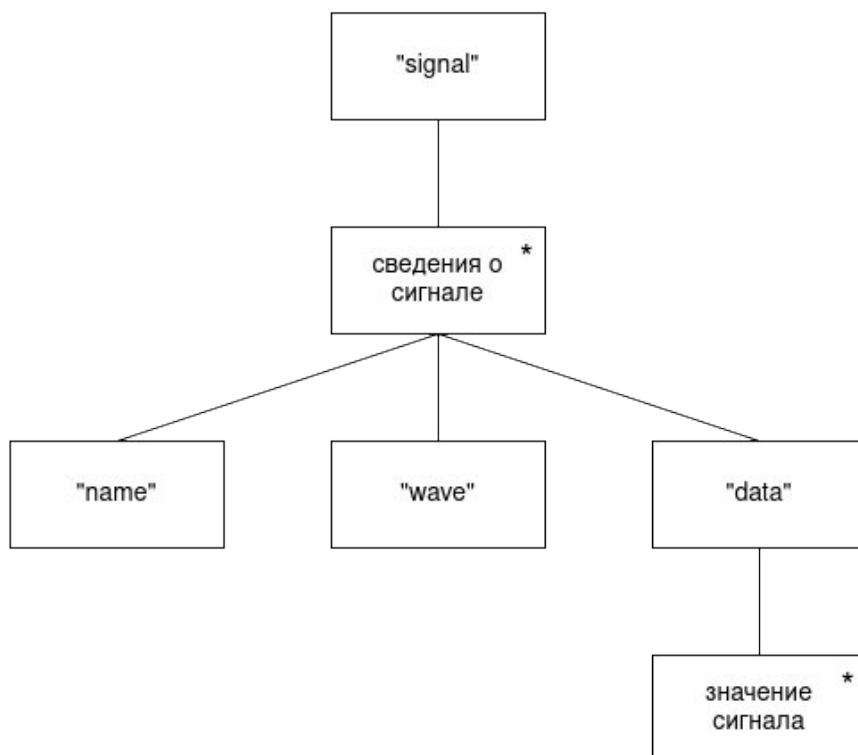 "signal"
сведения о *
сигнале
"name" "wave" "data"
значение *
сигнала